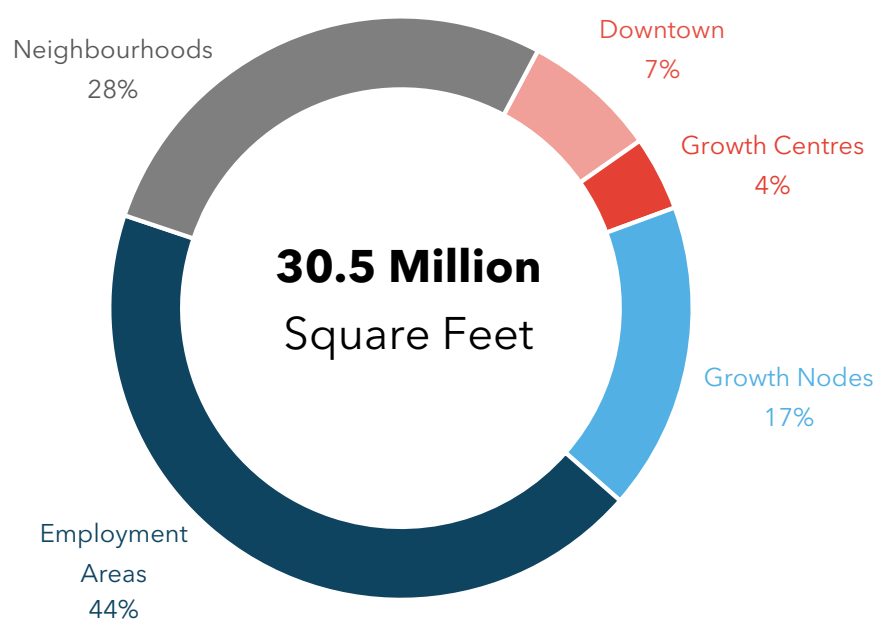 Neighbourhoods
28%
Downtown
7%
Growth Centres
4%
30.5 Million
Square Feet
Growth Nodes
17%
Employment
Areas
44%